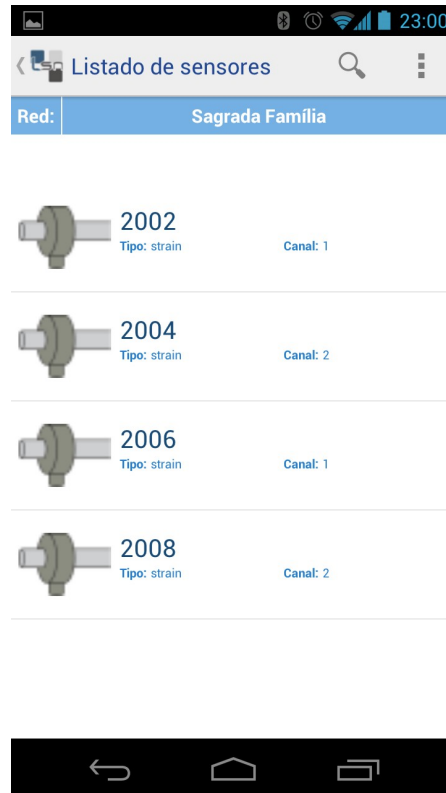 23:00
Listado de sensores
Red: Sagrada Família
2002
Tipo: strain Canal: 1
2004
Tipo: strain Canal: 2
2006
Tipo: strain Canal: 1
2008
Tipo: strain Canal: 2